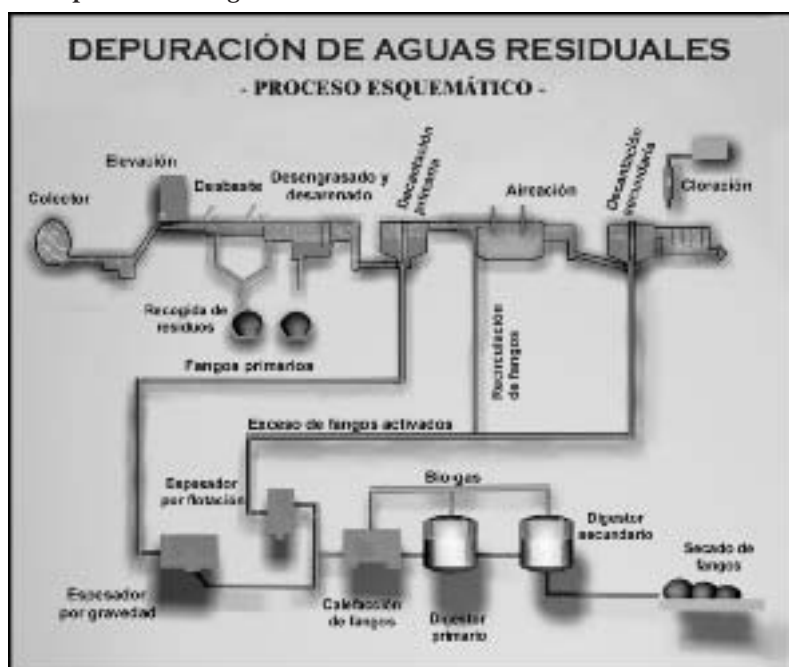 DEPURACIÓN DE AGUAS RESIDUALES
- PROCESO ESQUEMÁTICO -
Elevación
Colector
Desbaste
Desengrasado y
desarenado
Decantación
primaria
Aireación
Decantación
secundaria
Cloración
Recogida de
residuos
Fangos primarios
Recirculación
de fangos
Exceso de fangos activados
Espesador
por flotación
Bio-gas
Digestor
secundario
Secado de
fangos
Espesador
por gravedad
Calefacción
de fangos
Digestor
primario